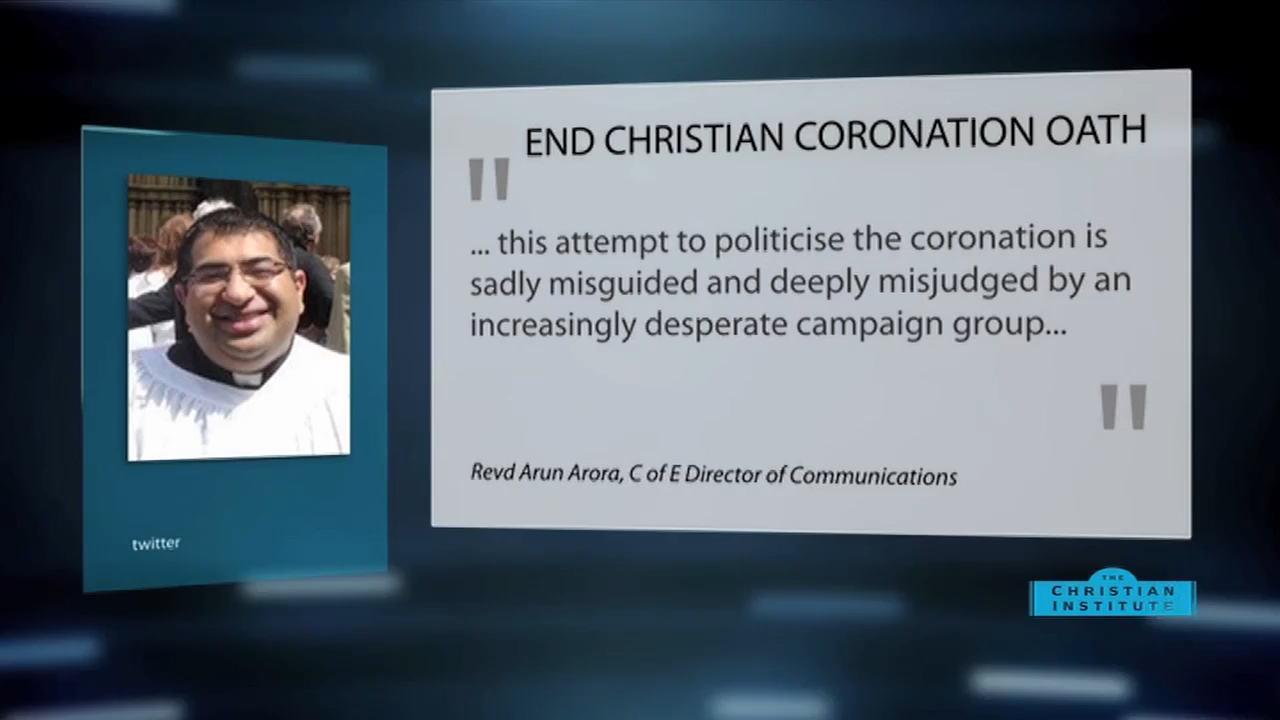 END CHRISTIAN CORONATION OATH
"
... this attempt to politicise the coronation is
sadly misguided and deeply misjudged by an
increasingly desperate campaign group...
"
Revd Arun Arora, C of E Director of Communications
twitter
THE
CHRISTIAN
INSTITUTE